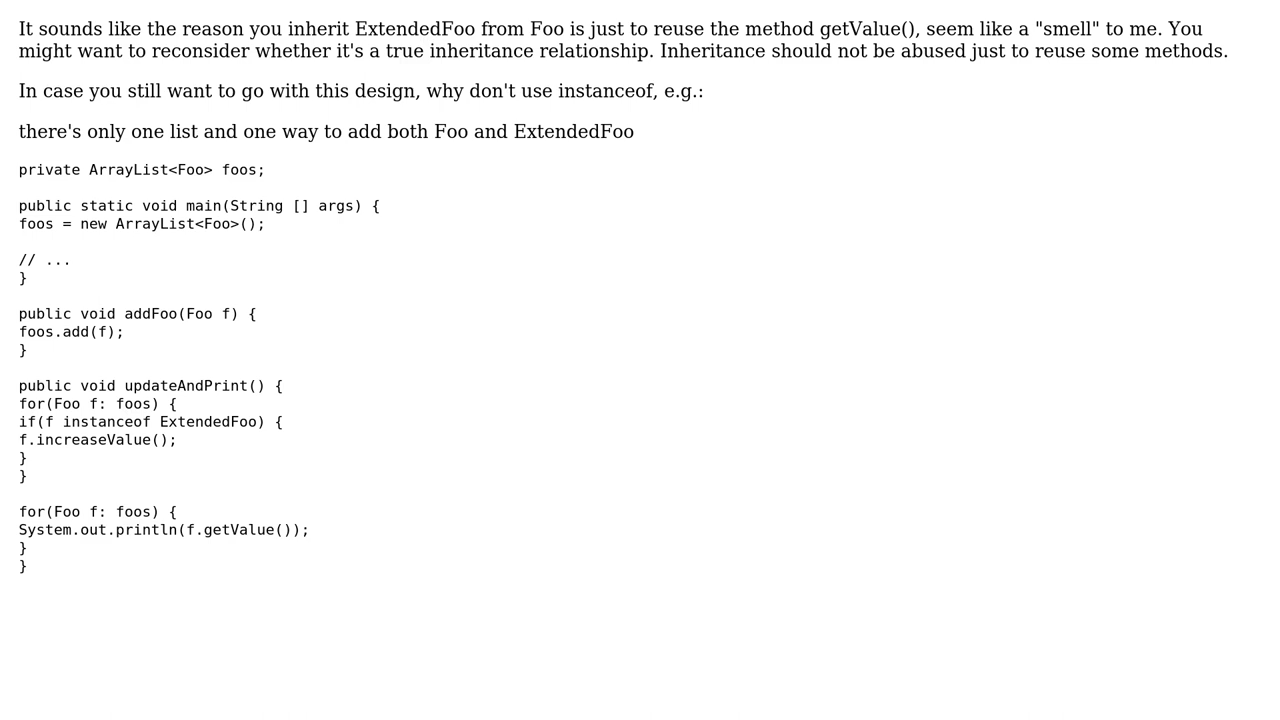 It sounds like the reason you inherit ExtendedFoo from Foo is just to reuse the method getValue(), seem like a "smell" to me. You
might want to reconsider whether it's a true inheritance relationship. Inheritance should not be abused just to reuse some methods.
In case you still want to go with this design, why don't use instanceof, e.g.:
there's only one list and one way to add both Foo and ExtendedFoo
private ArrayList<Foo> foos;
public static void main(String [] args) {
foos = new ArrayList<Foo>();
// ...
}
public void addFoo(Foo f) {
foos.add(f);
}
public void updateAndPrint() {
for(Foo f: foos) {
if(f instanceof ExtendedFoo) {
f.increaseValue();
}
}
for(Foo f: foos) {
System.out.println(f.getValue());
}
}